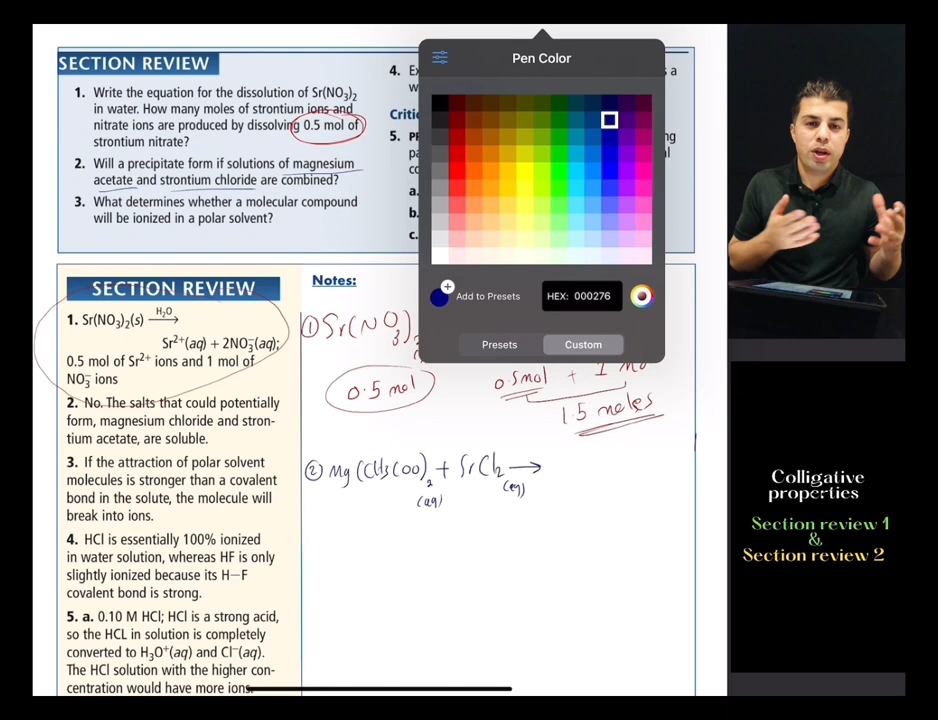 SECTION REVIEW
1. Write the equation for the dissolution of Sr(NO3)2
in water. How many moles of strontium ions and
nitrate ions are produced by dissolving 0.5 mol of
strontium nitrate?
2. Will a precipitate form if solutions of magnesium
acetate and strontium chloride are combined?
3. What determines whether a molecular compound
will be ionized in a polar solvent?
4.
5.
a.
b.
c.
Pen Color
Add to Presets
HEX: 000276
Presets
Custom
SECTION REVIEW
1. Sr(NO3)2(s) H2O⟶
Sr2+(aq) + 2NO3−(aq);
0.5 mol of Sr2+ ions and 1 mol of
NO3− ions
2. No. The salts that could potentially
form, magnesium chloride and stron-
tium acetate, are soluble.
3. If the attraction of polar solvent
molecules is stronger than a covalent
bond in the solute, the molecule will
break into ions.
4. HCl is essentially 100% ionized
in water solution, whereas HF is only
slightly ionized because its H—F
covalent bond is strong.
5. a. 0.10 M HCl; HCl is a strong acid,
so the HCL in solution is completely
converted to H3O+(aq) and Cl−(aq).
The HCl solution with the higher con-
centration would have more ions.
Notes:
① Sr(NO3)2
0.5 mol
0.5mol + 1 mo
1.5 moles
② Mg(CH3COO)2 + SrCl2 ⟶
(aq) (aq)
Colligative
properties
Section review 1
&
Section review 2